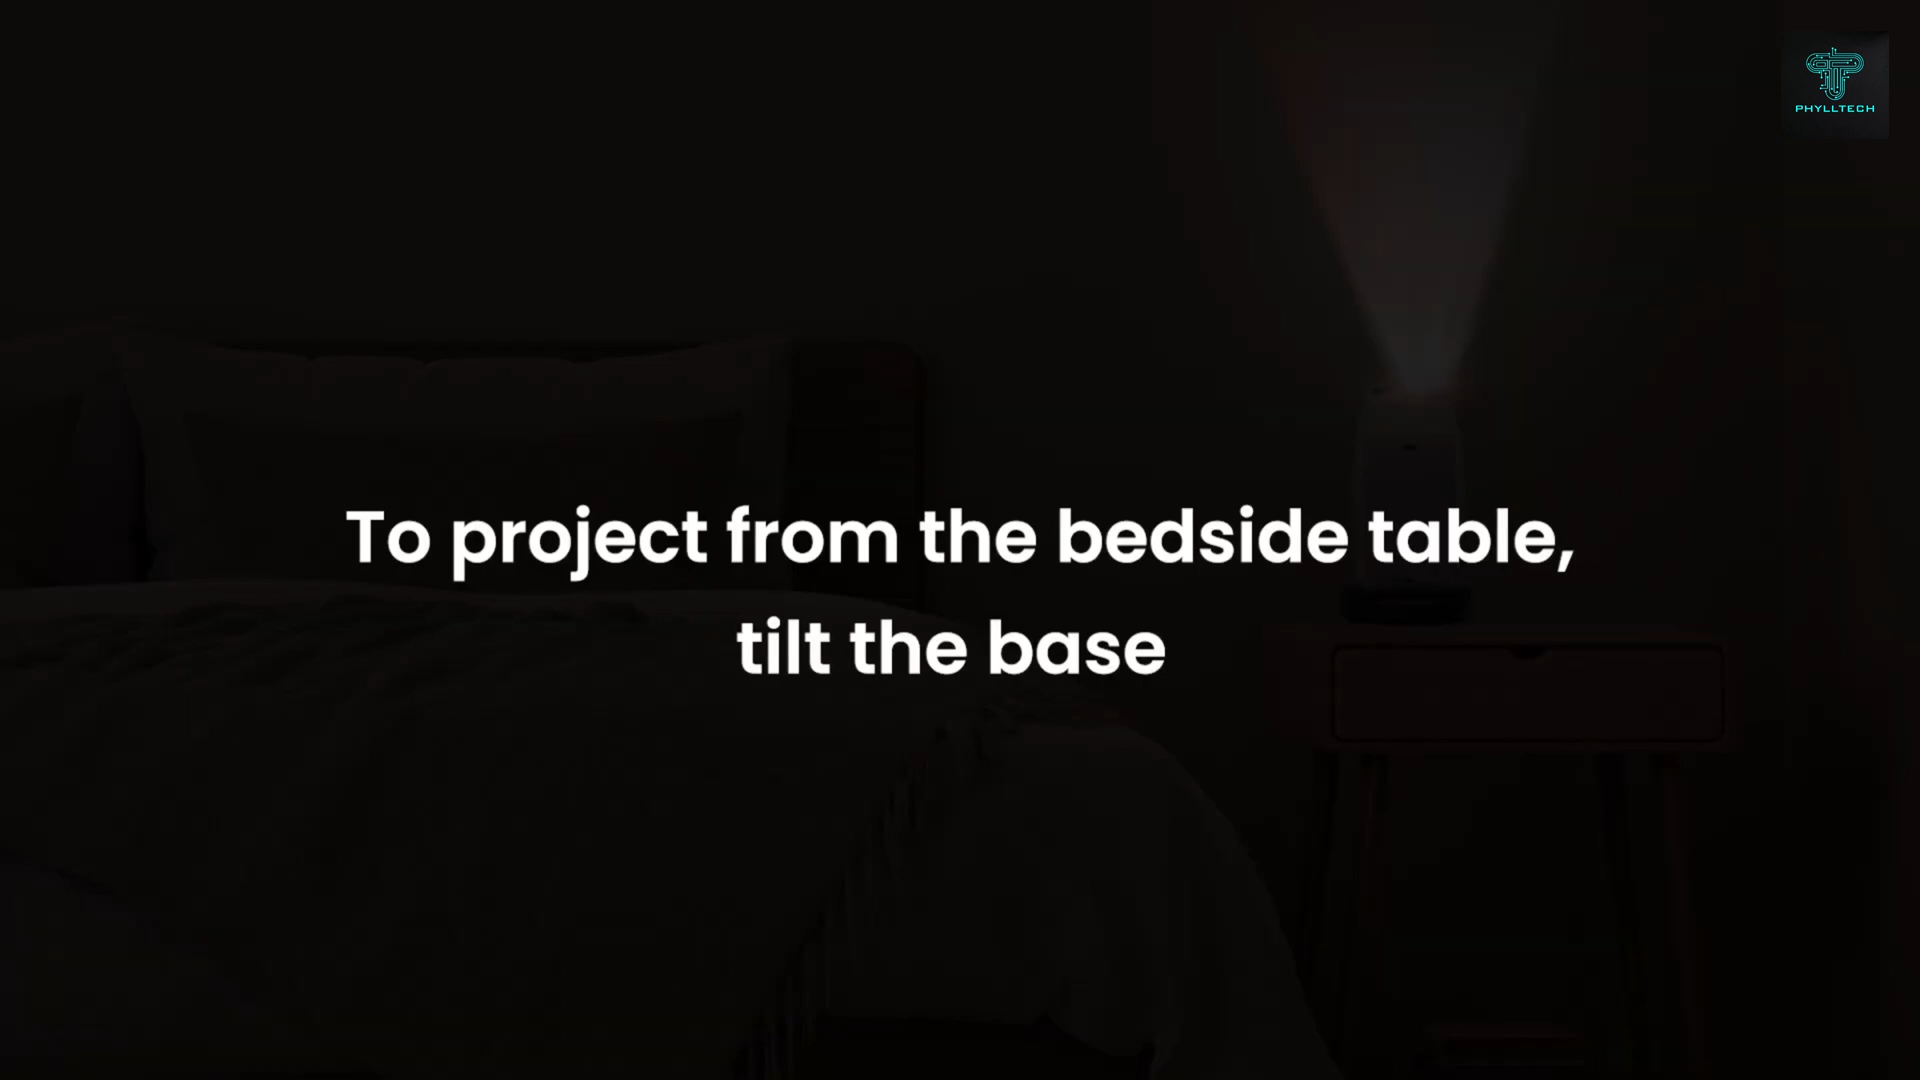 PHYLLTECH
To project from the bedside table,
tilt the base